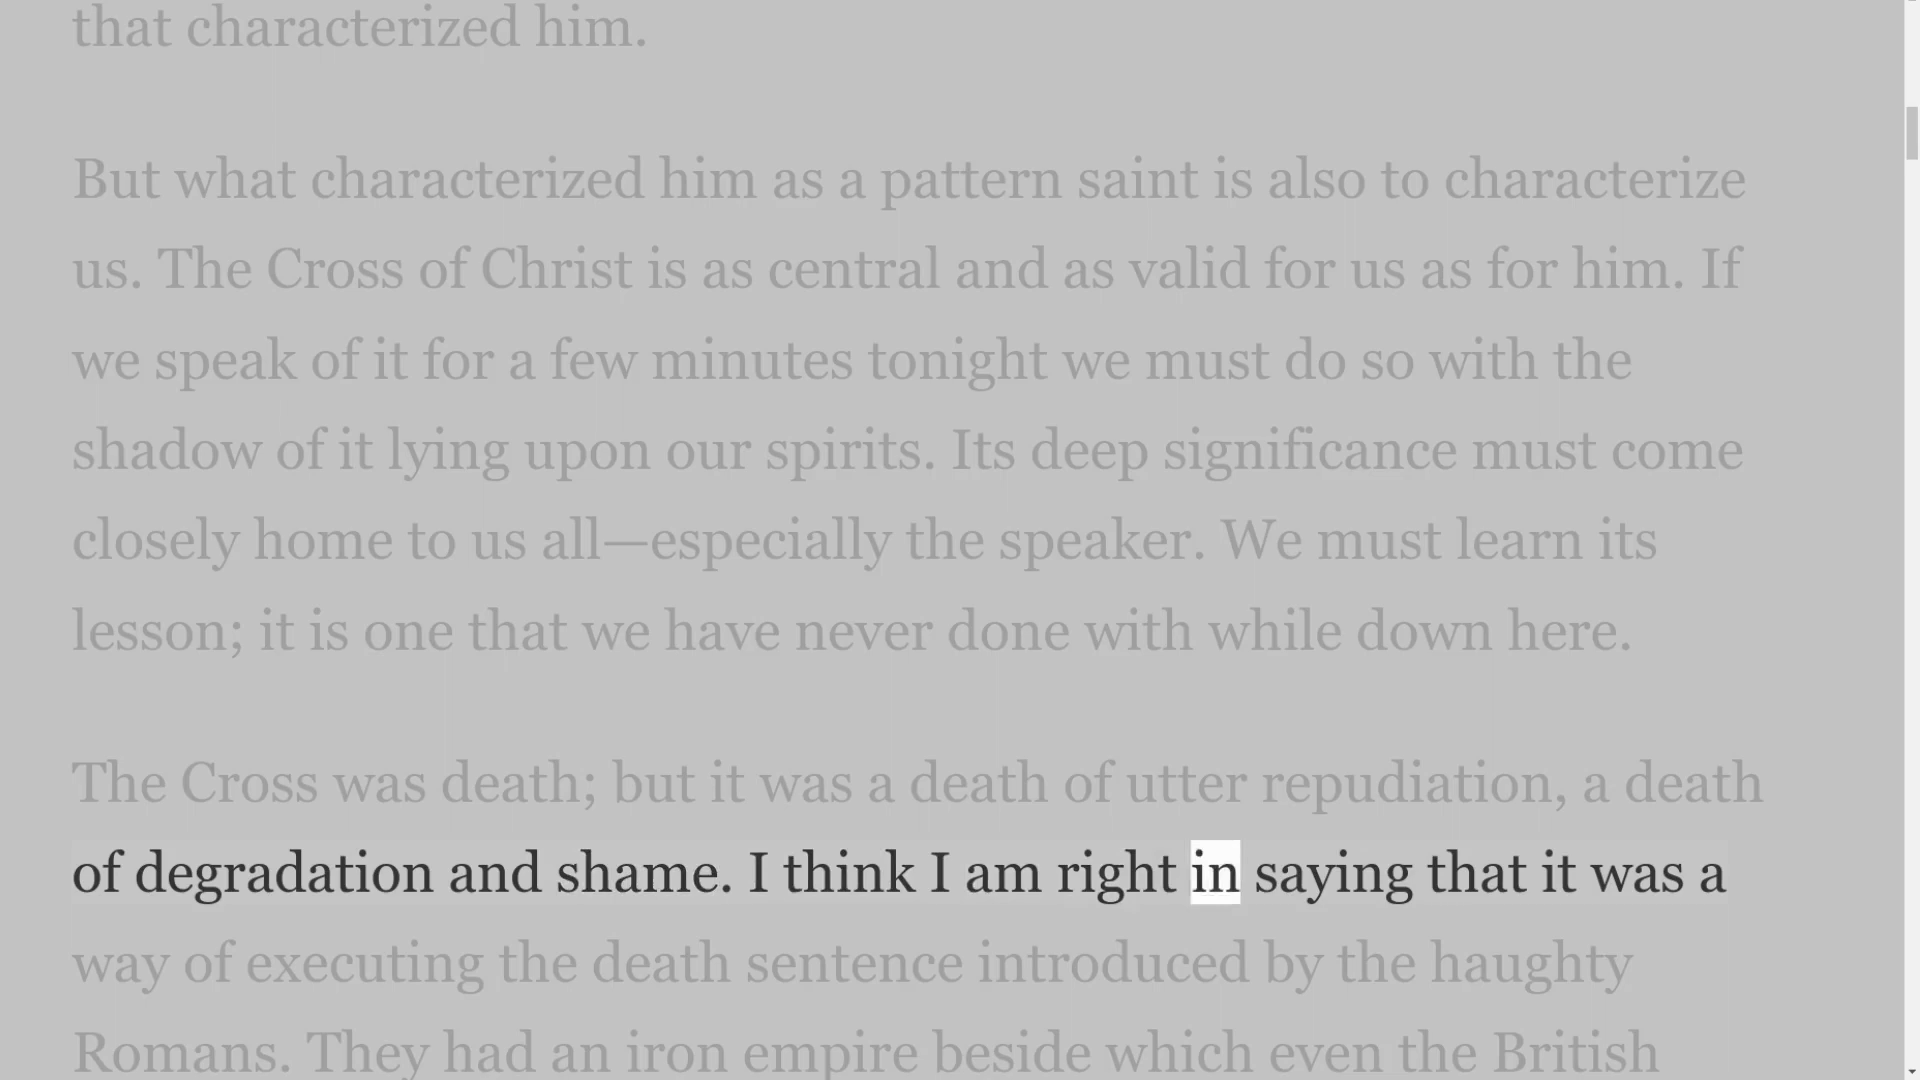 that characterized him.
But what characterized him as a pattern saint is also to characterize
us. The Cross of Christ is as central and as valid for us as for him. If
we speak of it for a few minutes tonight we must do so with the
shadow of it lying upon our spirits. Its deep significance must come
closely home to us all—especially the speaker. We must learn its
lesson; it is one that we have never done with while down here.
The Cross was death; but it was a death of utter repudiation, a death
of degradation and shame. I think I am right in saying that it was a
way of executing the death sentence introduced by the haughty
Romans. They had an iron empire beside which even the British